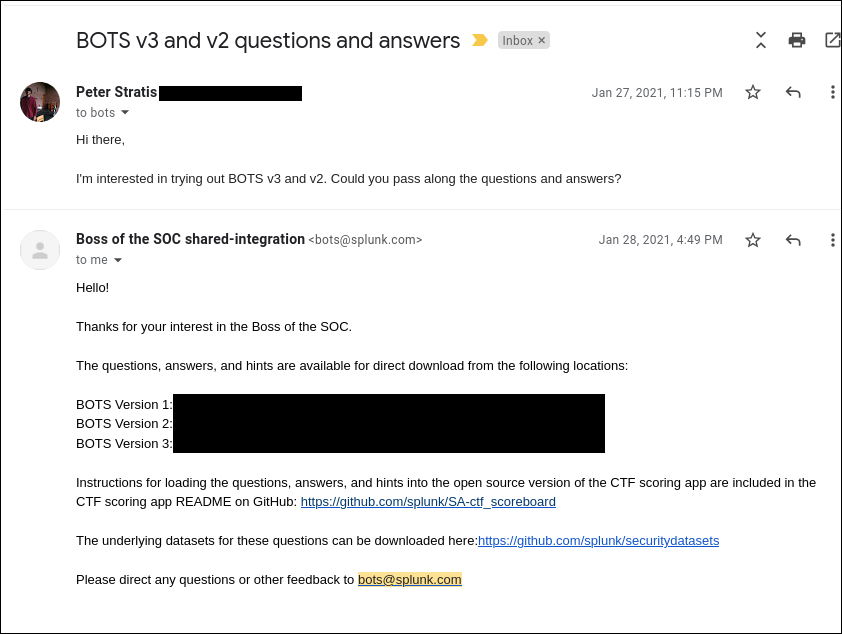 BOTS v3 and v2 questions and answers Inbox ×
Peter Stratis Jan 27, 2021, 11:15 PM
to bots
Hi there,
I'm interested in trying out BOTS v3 and v2. Could you pass along the questions and answers?
Boss of the SOC shared-integration <bots@splunk.com> Jan 28, 2021, 4:49 PM
to me
Hello!
Thanks for your interest in the Boss of the SOC.
The questions, answers, and hints are available for direct download from the following locations:
BOTS Version 1:
BOTS Version 2:
BOTS Version 3:
Instructions for loading the questions, answers, and hints into the open source version of the CTF scoring app are included in the
CTF scoring app README on GitHub: https://github.com/splunk/SA-ctf_scoreboard
The underlying datasets for these questions can be downloaded here:https://github.com/splunk/securitydatasets
Please direct any questions or other feedback to bots@splunk.com